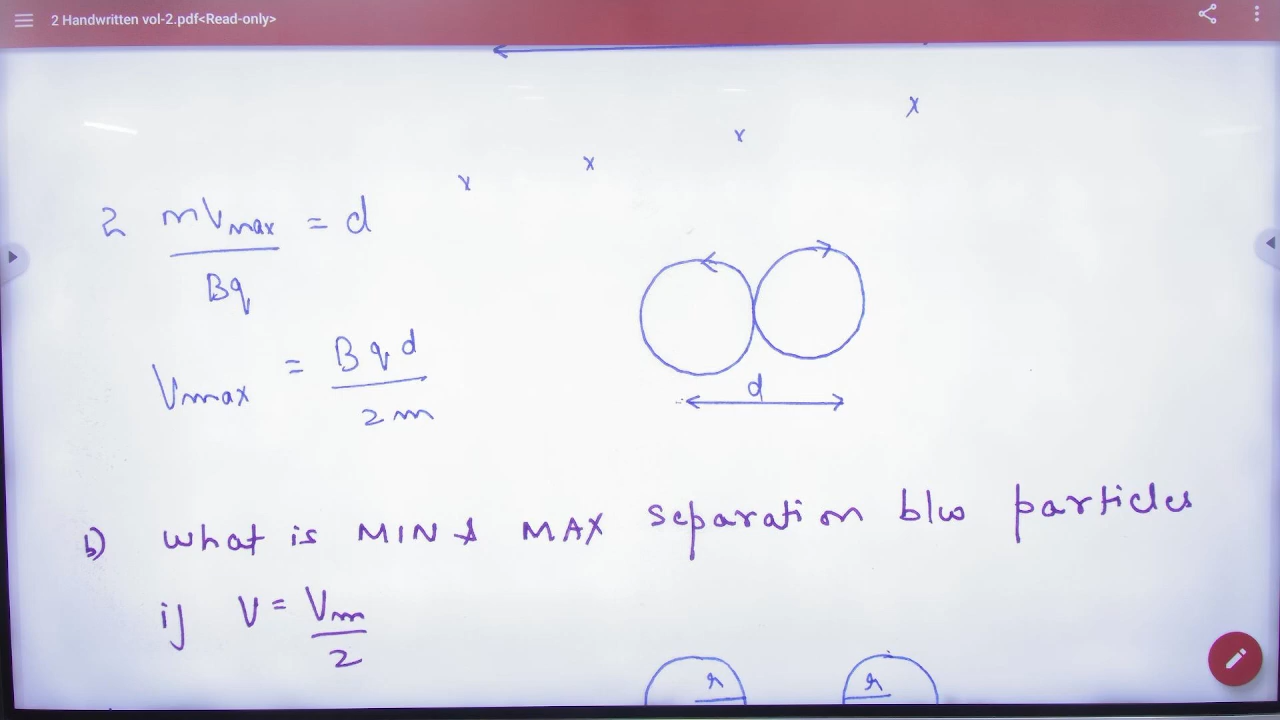 2 Handwritten vol-2.pdf<Read-only>
x
x
x
x
2 mVmax/Bq = d
Vmax = Bqd/2m
d
b) what is MIN & MAX separation b/w particles
if V = Vm/2
r r